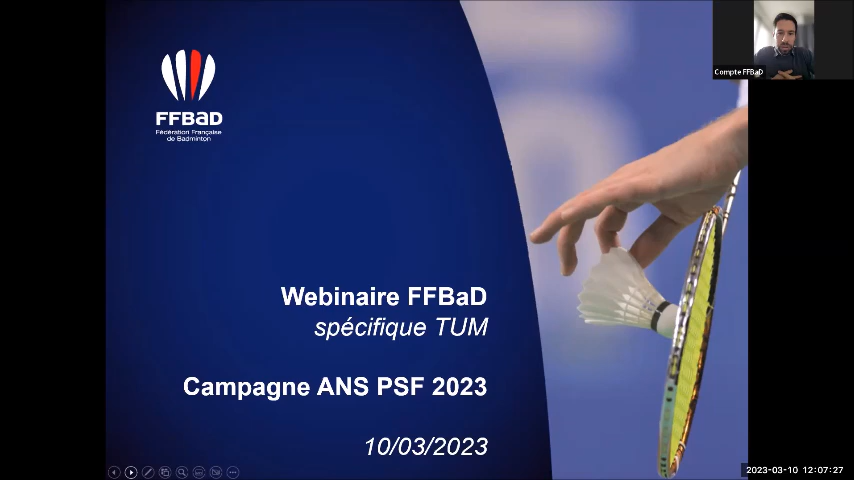 FFBaD
Fédération Française
de Badminton
Webinaire FFBaD
spécifique TUM
Campagne ANS PSF 2023
10/03/2023
Compte FFBaD
2023-03-10 12:07:27